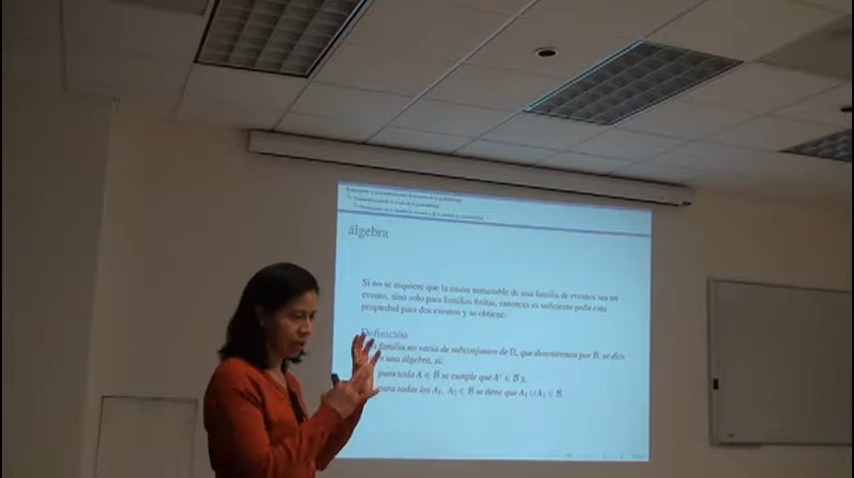 álgebra
Si no se requiere que la unión numerable de una familia de eventos sea un
evento, sino solo para familias finitas, entonces es suficiente pedir esta
propiedad para dos eventos y se obtiene:
Definición
familia no vacía de subconjuntos de Ω, que denotaremos por B, se dice
una álgebra, si:
para toda A ∈ B se cumple que Aᶜ ∈ B y,
para todos los A₁, A₂ ∈ B se tiene que A₁ ∪ A₂ ∈ B.